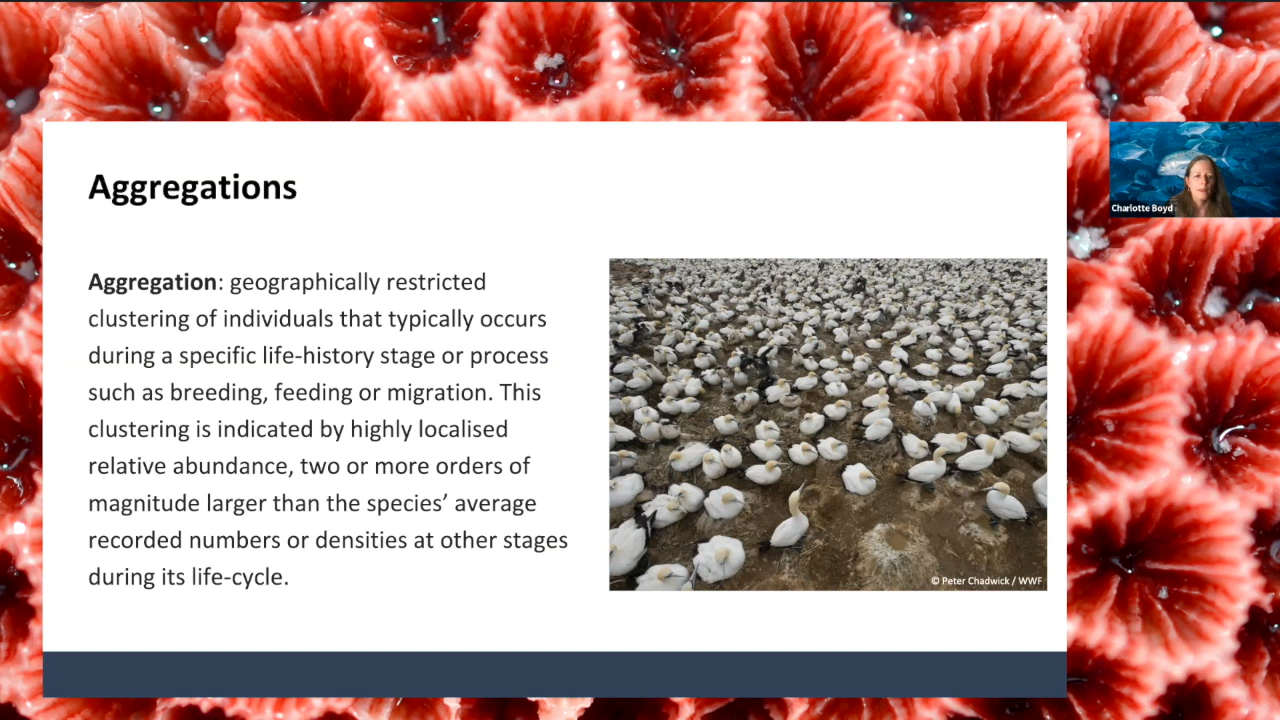 Aggregations
Aggregation: geographically restricted
clustering of individuals that typically occurs
during a specific life-history stage or process
such as breeding, feeding or migration. This
clustering is indicated by highly localised
relative abundance, two or more orders of
magnitude larger than the species’ average
recorded numbers or densities at other stages
during its life-cycle.
© Peter Chadwick / WWF
Charlotte Boyd